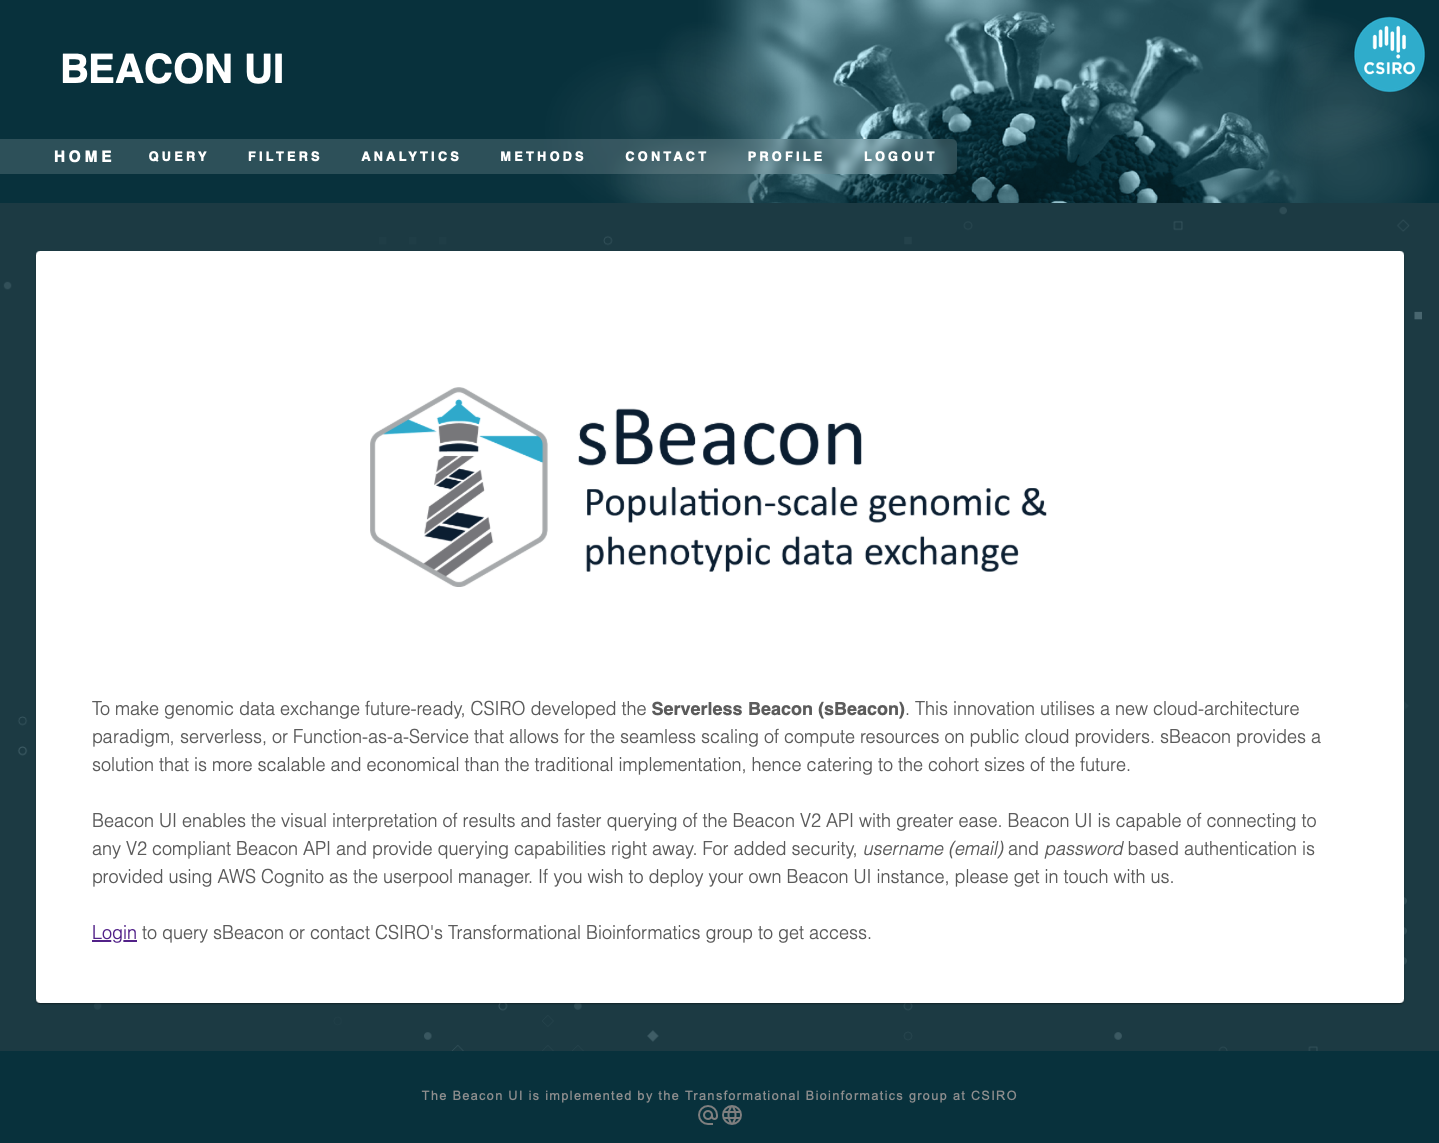 BEACON UI
CSIRO
HOME QUERY FILTERS ANALYTICS METHODS CONTACT PROFILE LOGOUT
sBeacon
Population-scale genomic &
phenotypic data exchange
To make genomic data exchange future-ready, CSIRO developed the Serverless Beacon (sBeacon). This innovation utilises a new cloud-architecture
paradigm, serverless, or Function-as-a-Service that allows for the seamless scaling of compute resources on public cloud providers. sBeacon provides a
solution that is more scalable and economical than the traditional implementation, hence catering to the cohort sizes of the future.
Beacon UI enables the visual interpretation of results and faster querying of the Beacon V2 API with greater ease. Beacon UI is capable of connecting to
any V2 compliant Beacon API and provide querying capabilities right away. For added security, username (email) and password based authentication is
provided using AWS Cognito as the userpool manager. If you wish to deploy your own Beacon UI instance, please get in touch with us.
Login to query sBeacon or contact CSIRO's Transformational Bioinformatics group to get access.
The Beacon UI is implemented by the Transformational Bioinformatics group at CSIRO